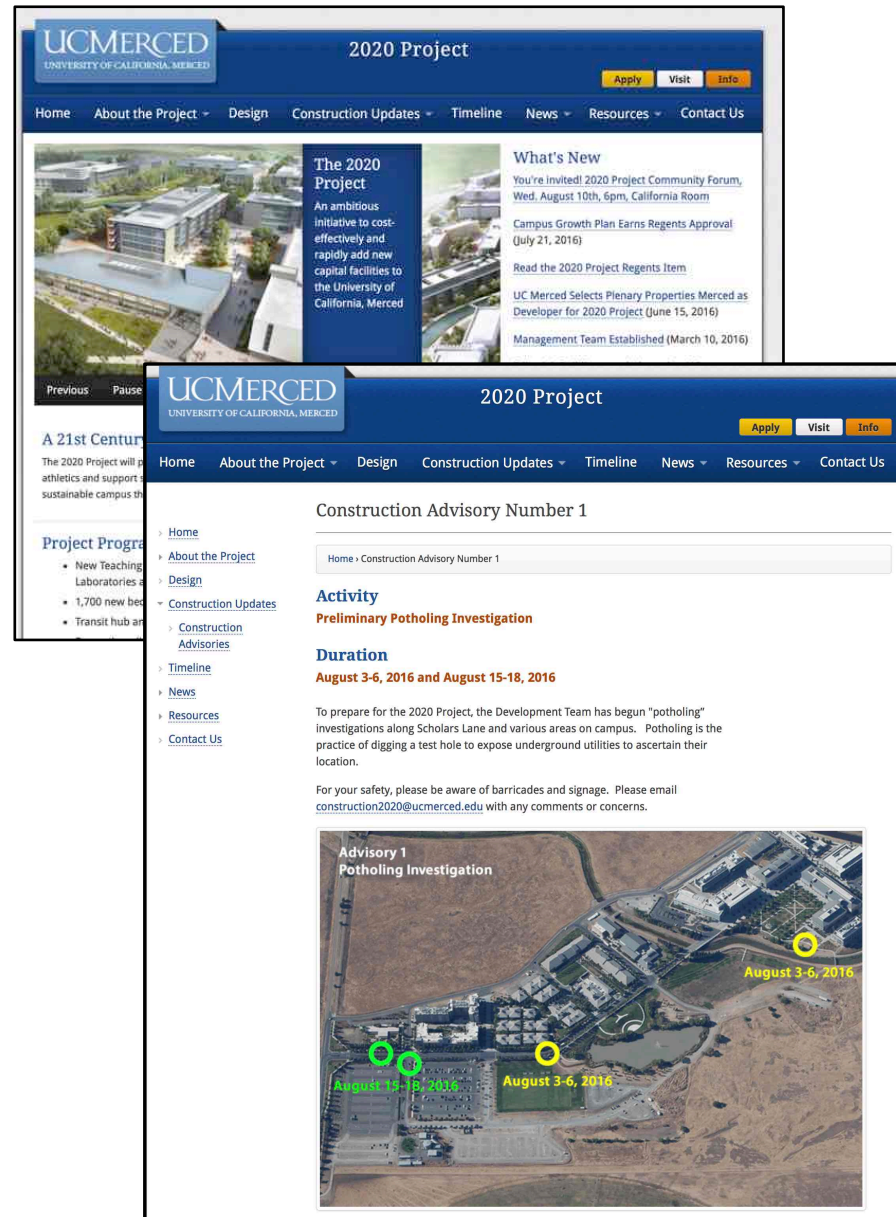 UCMERCED
UNIVERSITY OF CALIFORNIA, MERCED
2020 Project
Apply Visit Info
Home About the Project Design Construction Updates Timeline News Resources Contact Us
The 2020
Project
An ambitious
initiative to cost-
effectively and
rapidly add new
capital facilities to
the University of
California, Merced
What's New
You're invited! 2020 Project Community Forum,
Wed. August 10th, 6pm, California Room
Campus Growth Plan Earns Regents Approval
(July 21, 2016)
Read the 2020 Project Regents Item
UC Merced Selects Plenary Properties Merced as
Developer for 2020 Project (June 15, 2016)
Management Team Established (March 10, 2016)
Previous Pause
A 21st Centur
The 2020 Project will p
athletics and support s
sustainable campus th
Project Progra
• New Teaching
Laboratories a
• 1,700 new bed
• Transit hub an
UCMERCED
UNIVERSITY OF CALIFORNIA, MERCED
2020 Project
Apply Visit Info
Home About the Project Design Construction Updates Timeline News Resources Contact Us
Home
About the Project
Design
Construction Updates
Construction
Advisories
Timeline
News
Resources
Contact Us
Construction Advisory Number 1
Home › Construction Advisory Number 1
Activity
Preliminary Potholing Investigation
Duration
August 3-6, 2016 and August 15-18, 2016
To prepare for the 2020 Project, the Development Team has begun "potholing"
investigations along Scholars Lane and various areas on campus. Potholing is the
practice of digging a test hole to expose underground utilities to ascertain their
location.
For your safety, please be aware of barricades and signage. Please email
construction2020@ucmerced.edu with any comments or concerns.
Advisory 1
Potholing Investigation
August 3-6, 2016
August 15-18, 2016
August 3-6, 2016